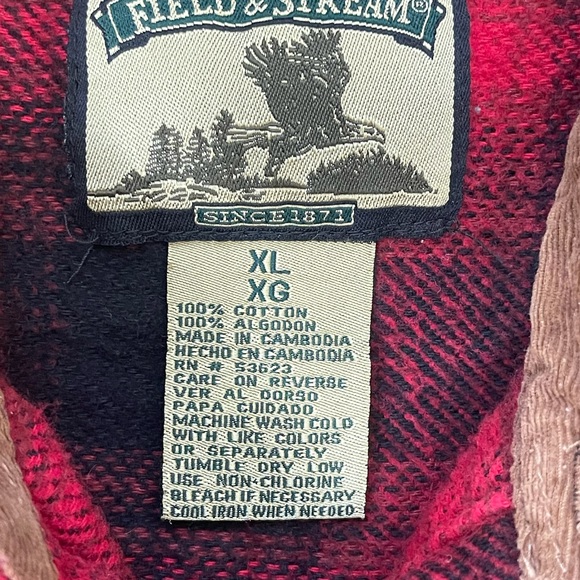 FIELD & STREAM®
SINCE 1871
XL
XG
100% COTTON
100% ALGODON
MADE IN CAMBODIA
HECHO EN CAMBODIA
RN # 53623
CARE ON REVERSE
VER AL DORSO
PAPA CUIDADO
MACHINE WASH COLD
WITH LIKE COLORS
OR SEPARATELY
TUMBLE DRY LOW
USE NON-CHLORINE
BLEACH IF NECESSARY
COOL IRON WHEN NEEDED